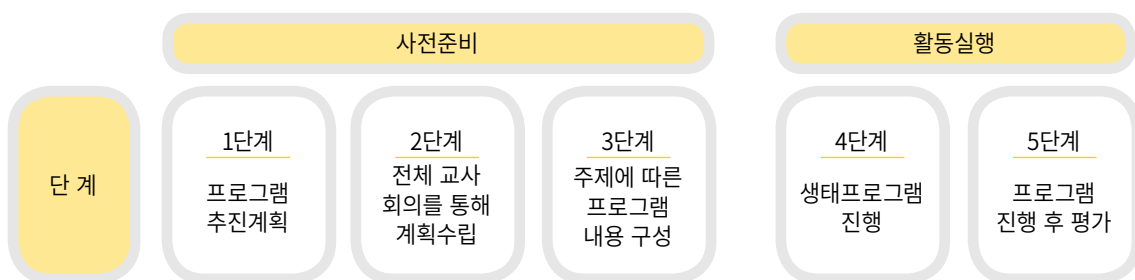 사전준비
활동실행
단 계
1단계
프로그램
추진계획
2단계
전체 교사
회의를 통해
계획수립
3단계
주제에 따른
프로그램
내용 구성
4단계
생태프로그램
진행
5단계
프로그램
진행 후 평가